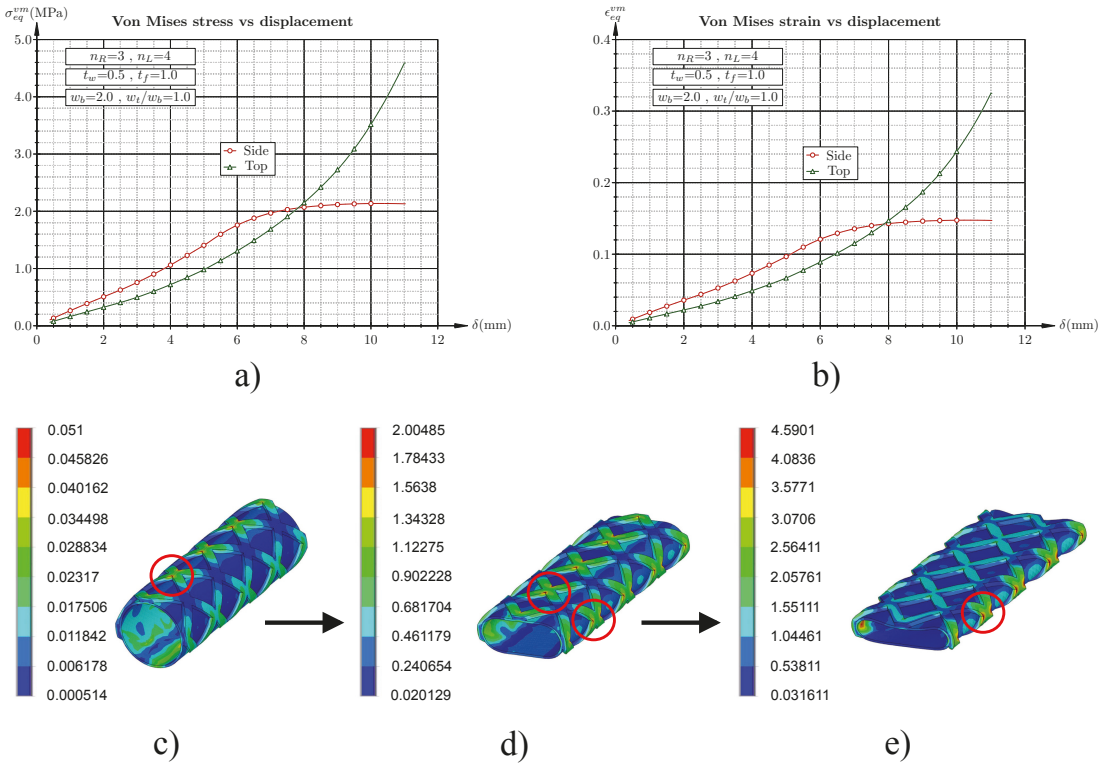 σ_eq^vm(MPa)
Von Mises stress vs displacement
5.0
4.0
3.0
2.0
1.0
0.0
n_R=3 , n_L=4
t_w=0.5 , t_f=1.0
w_b=2.0 , w_t/w_b=1.0
Side
Top
0 2 4 6 8 10 12
δ(mm)
a)
ϵ_eq^vm
Von Mises strain vs displacement
0.4
0.3
0.2
0.1
0.0
n_R=3 , n_L=4
t_w=0.5 , t_f=1.0
w_b=2.0 , w_t/w_b=1.0
Side
Top
0 2 4 6 8 10 12
δ(mm)
b)
0.051
0.045826
0.040162
0.034498
0.028834
0.02317
0.017506
0.011842
0.006178
0.000514
c)
2.00485
1.78433
1.5638
1.34328
1.12275
0.902228
0.681704
0.461179
0.240654
0.020129
d)
4.5901
4.0836
3.5771
3.0706
2.56411
2.05761
1.55111
1.04461
0.53811
0.031611
e)